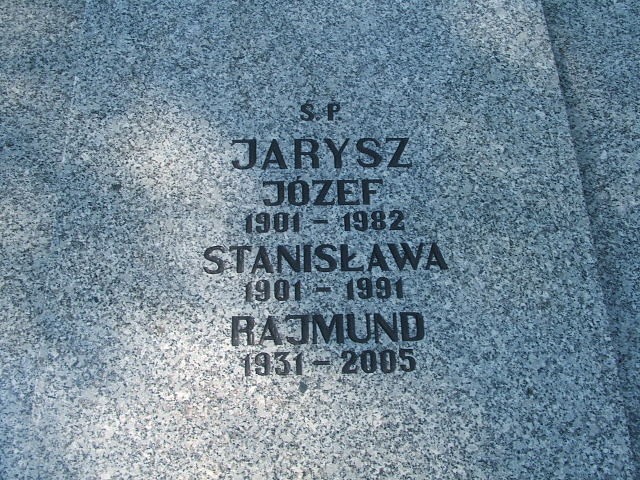 Ś.P
JARYSZ
JÓZEF
1901 - 1982
STANISŁAWA
1901 - 1991
RAJMUND
1931 - 2005